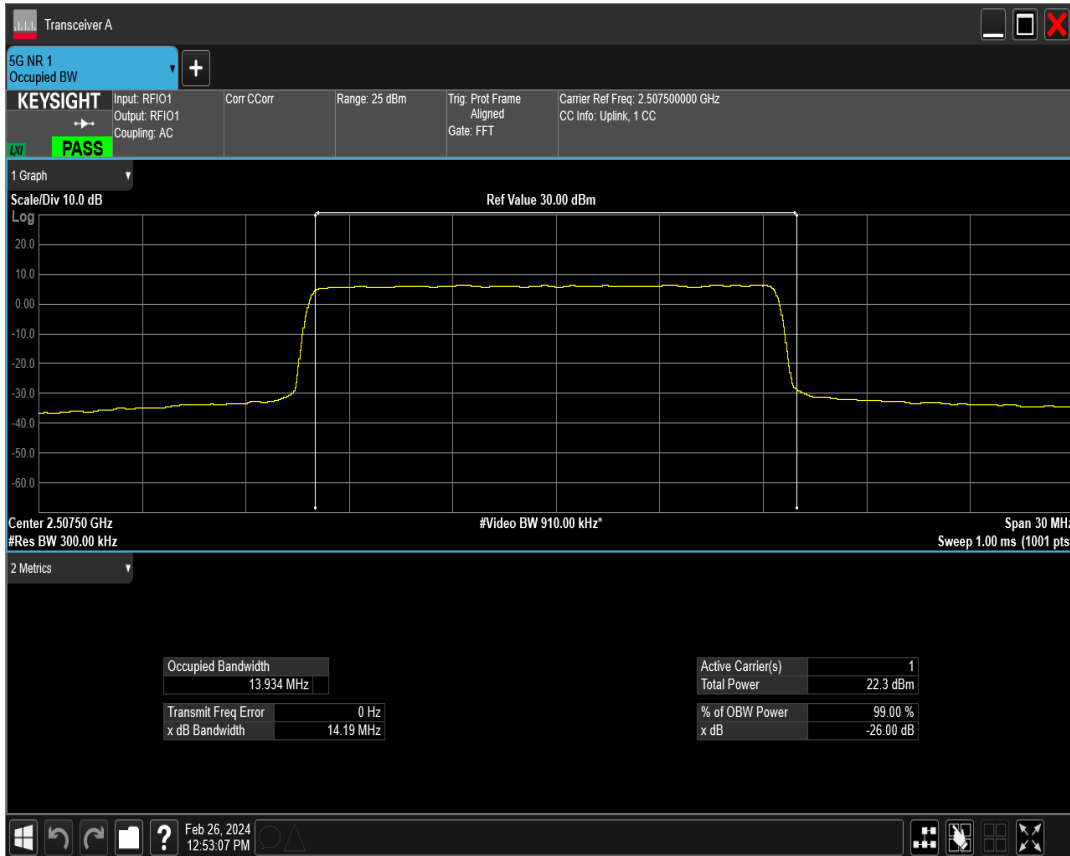 Transceiver A
5G NR 1
Occupied BW
+
KEYSIGHT
LXI
PASS
Input: RFIO1
Output: RFIO1
Coupling: AC
Corr CCorr
Range: 25 dBm
Trig: Prot Frame
Aligned
Gate: FFT
Carrier Ref Freq: 2.507500000 GHz
CC Info: Uplink, 1 CC
1 Graph
Scale/Div 10.0 dB
Ref Value 30.00 dBm
Log
20.0
10.0
0.00
-10.0
-20.0
-30.0
-40.0
-50.0
-60.0
Center 2.50750 GHz
#Video BW 910.00 kHz*
Span 30 MHz
#Res BW 300.00 kHz
Sweep 1.00 ms (1001 pts
2 Metrics
Occupied Bandwidth
13.934 MHz
Transmit Freq Error 0 Hz
x dB Bandwidth 14.19 MHz
Active Carrier(s) 1
Total Power 22.3 dBm
% of OBW Power 99.00 %
x dB -26.00 dB
?
Feb 26, 2024
12:53:07 PM